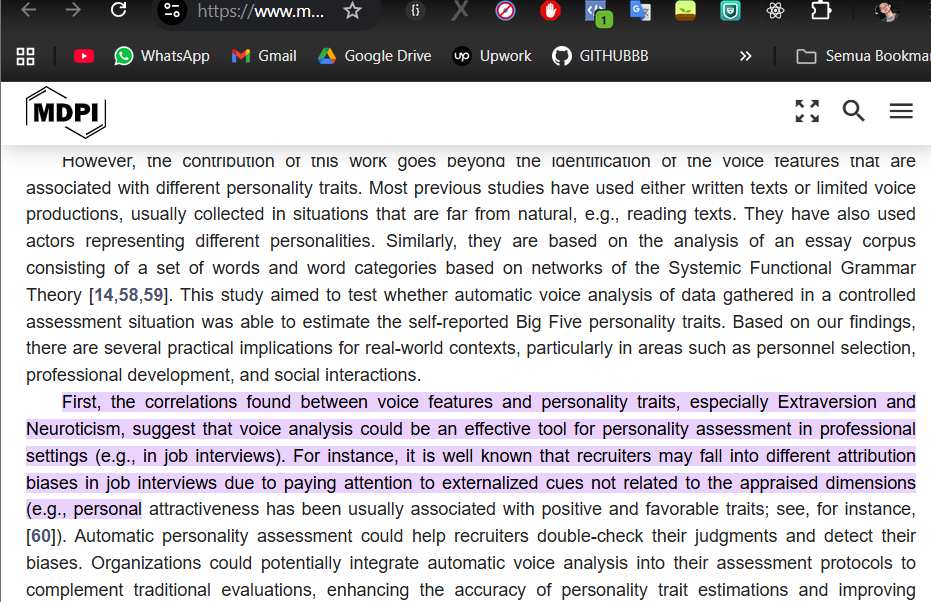 https://www.m...
1
WhatsApp
Gmail
Google Drive
up
Upwork
GITHUBBB
»
Semua Bookma
MDPI
However, the contribution of this work goes beyond the identification of the voice features that are
associated with different personality traits. Most previous studies have used either written texts or limited voice
productions, usually collected in situations that are far from natural, e.g., reading texts. They have also used
actors representing different personalities. Similarly, they are based on the analysis of an essay corpus
consisting of a set of words and word categories based on networks of the Systemic Functional Grammar
Theory [14,58,59]. This study aimed to test whether automatic voice analysis of data gathered in a controlled
assessment situation was able to estimate the self-reported Big Five personality traits. Based on our findings,
there are several practical implications for real-world contexts, particularly in areas such as personnel selection,
professional development, and social interactions.
First, the correlations found between voice features and personality traits, especially Extraversion and
Neuroticism, suggest that voice analysis could be an effective tool for personality assessment in professional
settings (e.g., in job interviews). For instance, it is well known that recruiters may fall into different attribution
biases in job interviews due to paying attention to externalized cues not related to the appraised dimensions
(e.g., personal attractiveness has been usually associated with positive and favorable traits; see, for instance,
[60]). Automatic personality assessment could help recruiters double-check their judgments and detect their
biases. Organizations could potentially integrate automatic voice analysis into their assessment protocols to
complement traditional evaluations, enhancing the accuracy of personality trait estimations and improving